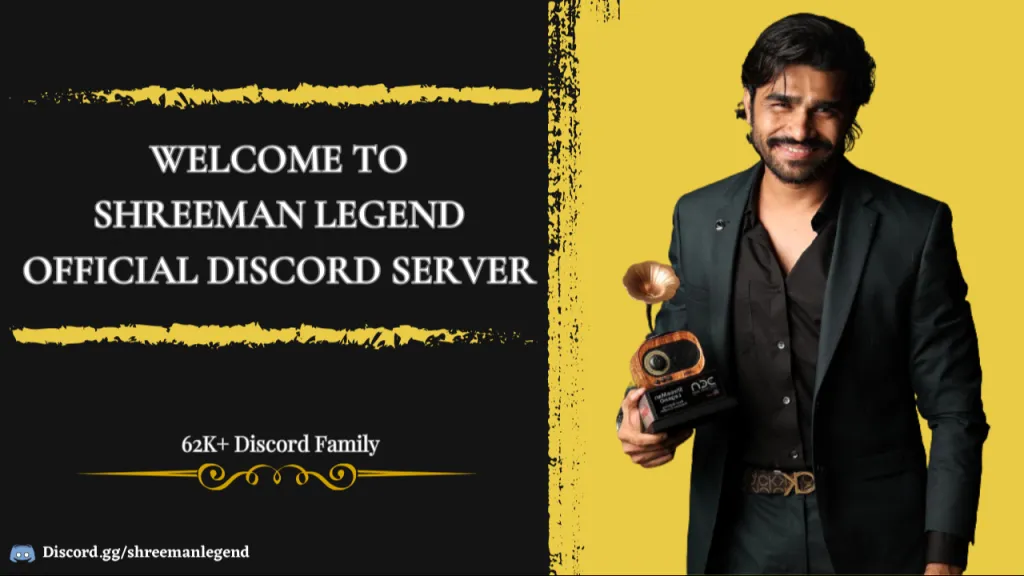 WELCOME TO
SHREEMAN LEGEND
OFFICIAL DISCORD SERVER
62K+ Discord Family
Discord.gg/shreemanlegend